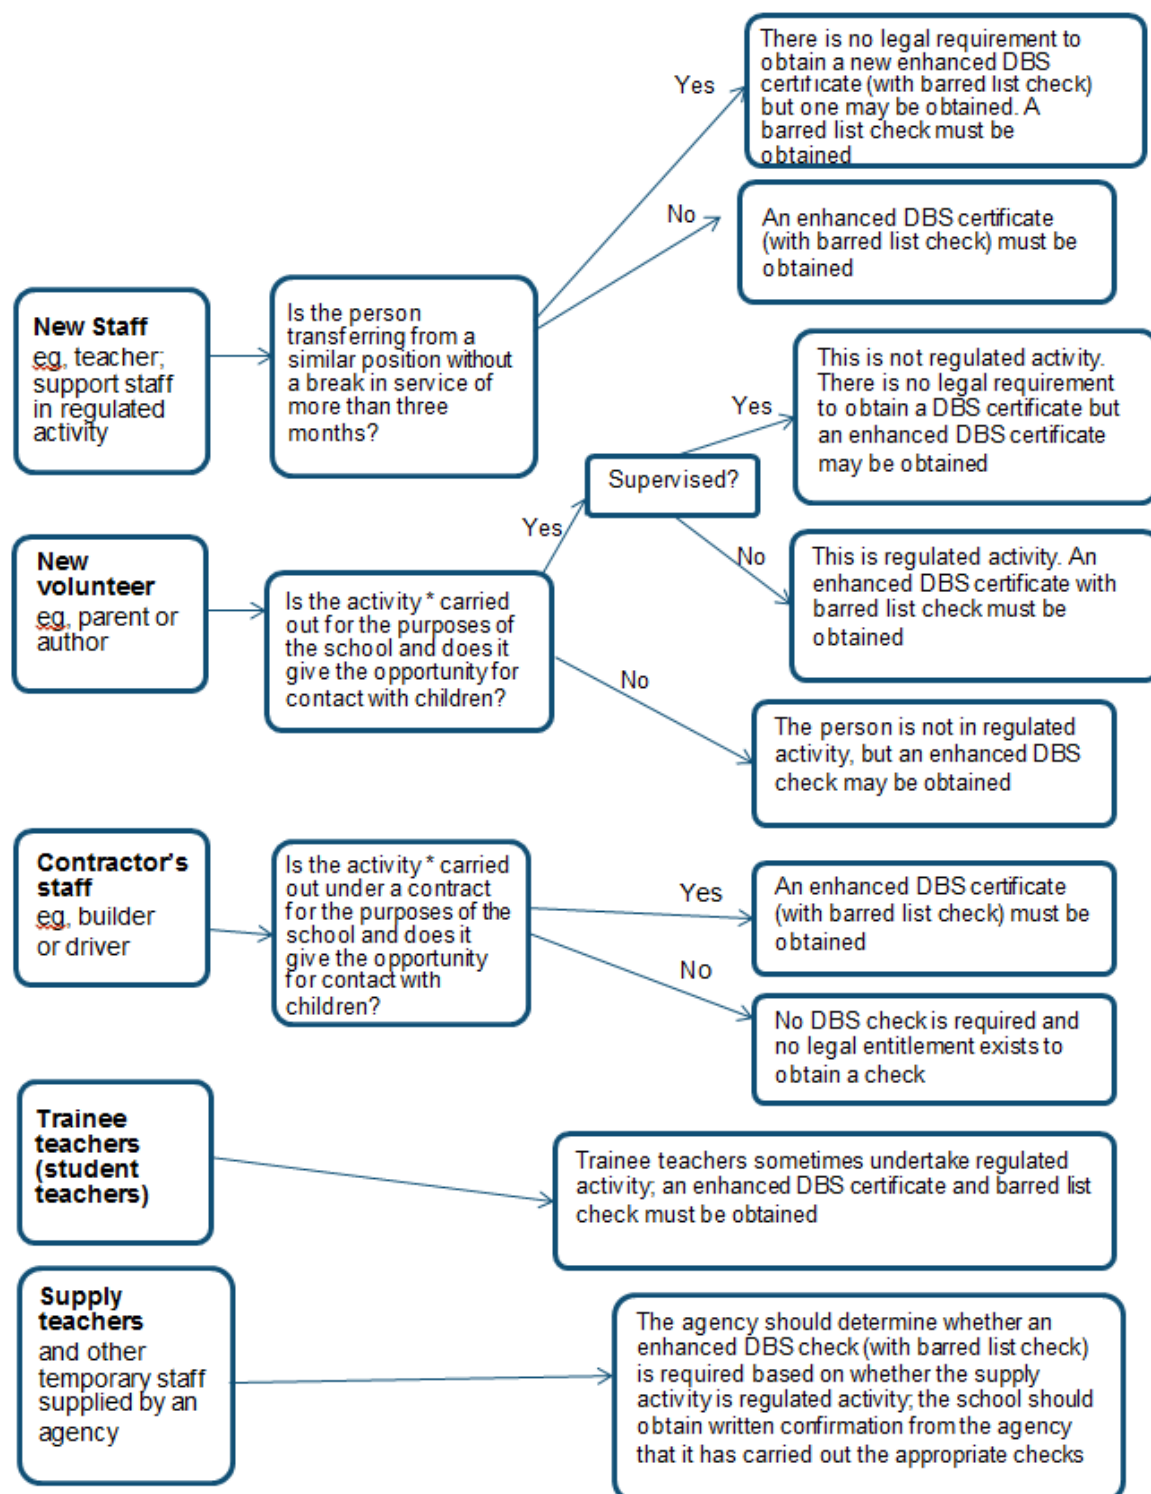 New Staff
eg, teacher;
support staff
in regulated
activity
Is the person
transferring from a
similar position without
a break in service of
more than three
months?
Yes
There is no legal requirement to
obtain a new enhanced DBS
certificate (with barred list check)
but one may be obtained. A
barred list check must be
obtained
No
An enhanced DBS certificate
(with barred list check) must be
obtained
New
volunteer
eg, parent or
author
Is the activity * carried
out for the purposes of
the school and does it
give the opportunity for
contact with children?
Yes
Supervised?
Yes
This is not regulated activity.
There is no legal requirement
to obtain a DBS certificate but
an enhanced DBS certificate
may be obtained
No
This is regulated activity. An
enhanced DBS certificate with
barred list check must be
obtained
No
The person is not in regulated
activity, but an enhanced DBS
check may be obtained
Contractor's
staff
eg, builder
or driver
Is the activity * carried
out under a contract
for the purposes of the
school and does it
give the opportunity
for contact with
children?
Yes
An enhanced DBS certificate
(with barred list check) must be
obtained
No
No DBS check is required and
no legal entitlement exists to
obtain a check
Trainee
teachers
(student
teachers)
Trainee teachers sometimes undertake regulated
activity; an enhanced DBS certificate and barred list
check must be obtained
Supply
teachers
and other
temporary staff
supplied by an
agency
The agency should determine whether an
enhanced DBS check (with barred list check)
is required based on whether the supply
activity is regulated activity; the school should
obtain written confirmation from the agency
that it has carried out the appropriate checks